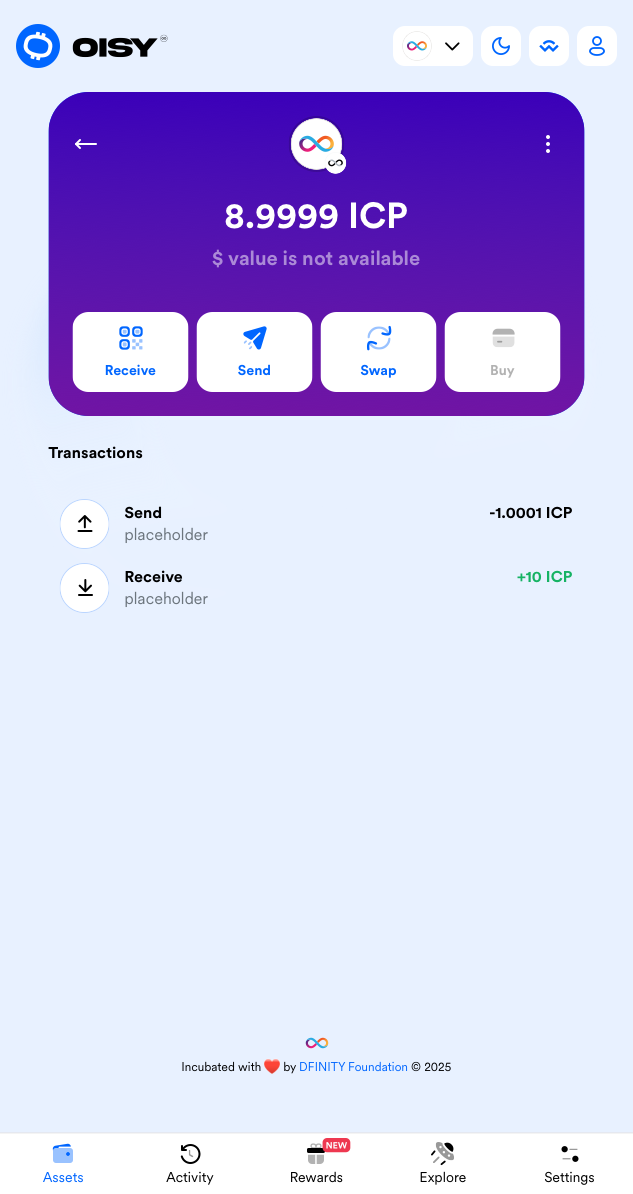 OISY
8.9999 ICP
$ value is not available
Receive Send Swap Buy
Transactions
Send -1.0001 ICP
placeholder
Receive +10 ICP
placeholder
Incubated with ❤️ by DFINITY Foundation © 2025
NEW
Assets Activity Rewards Explore Settings